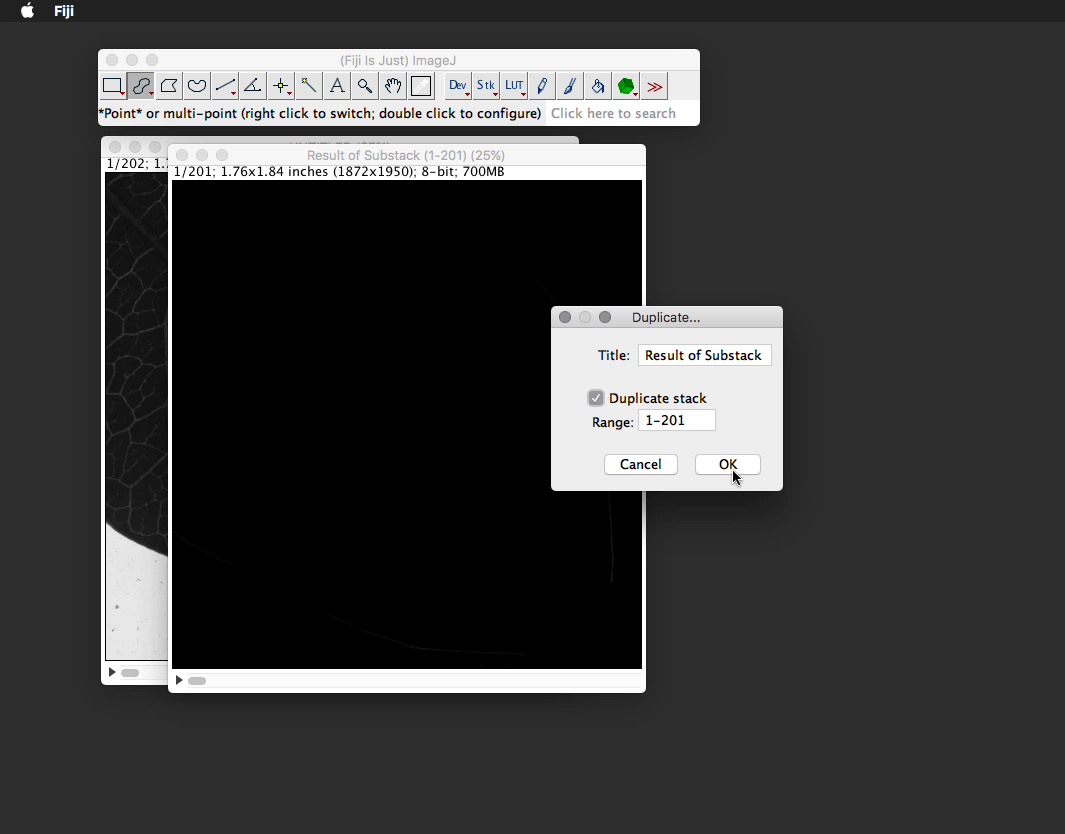 Fiji
(Fiji Is Just) ImageJ
A Dev Stk LUT >>
*Point* or multi-point (right click to switch; double click to configure) Click here to search
1/202; 1.
Result of Substack (1-201) (25%)
1/201; 1.76x1.84 inches (1872x1950); 8-bit; 700MB
Duplicate...
Title: Result of Substack
Duplicate stack
Range: 1-201
Cancel OK